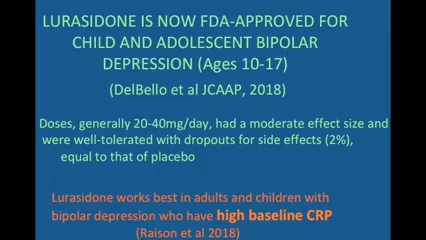 LURASIDONE IS NOW FDA-APPROVED FOR
CHILD AND ADOLESCENT BIPOLAR
DEPRESSION (Ages 10-17)
(DelBello et al JCAAP, 2018)
Doses, generally 20-40mg/day, had a moderate effect size and
were well-tolerated with dropouts for side effects (2%),
equal to that of placebo
Lurasidone works best in adults and children with
bipolar depression who have high baseline CRP
(Raison et al 2018)